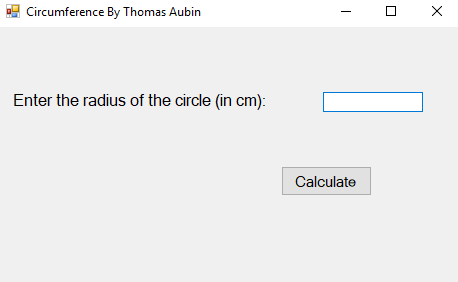 Circumference By Thomas Aubin
Enter the radius of the circle (in cm):
Calculate